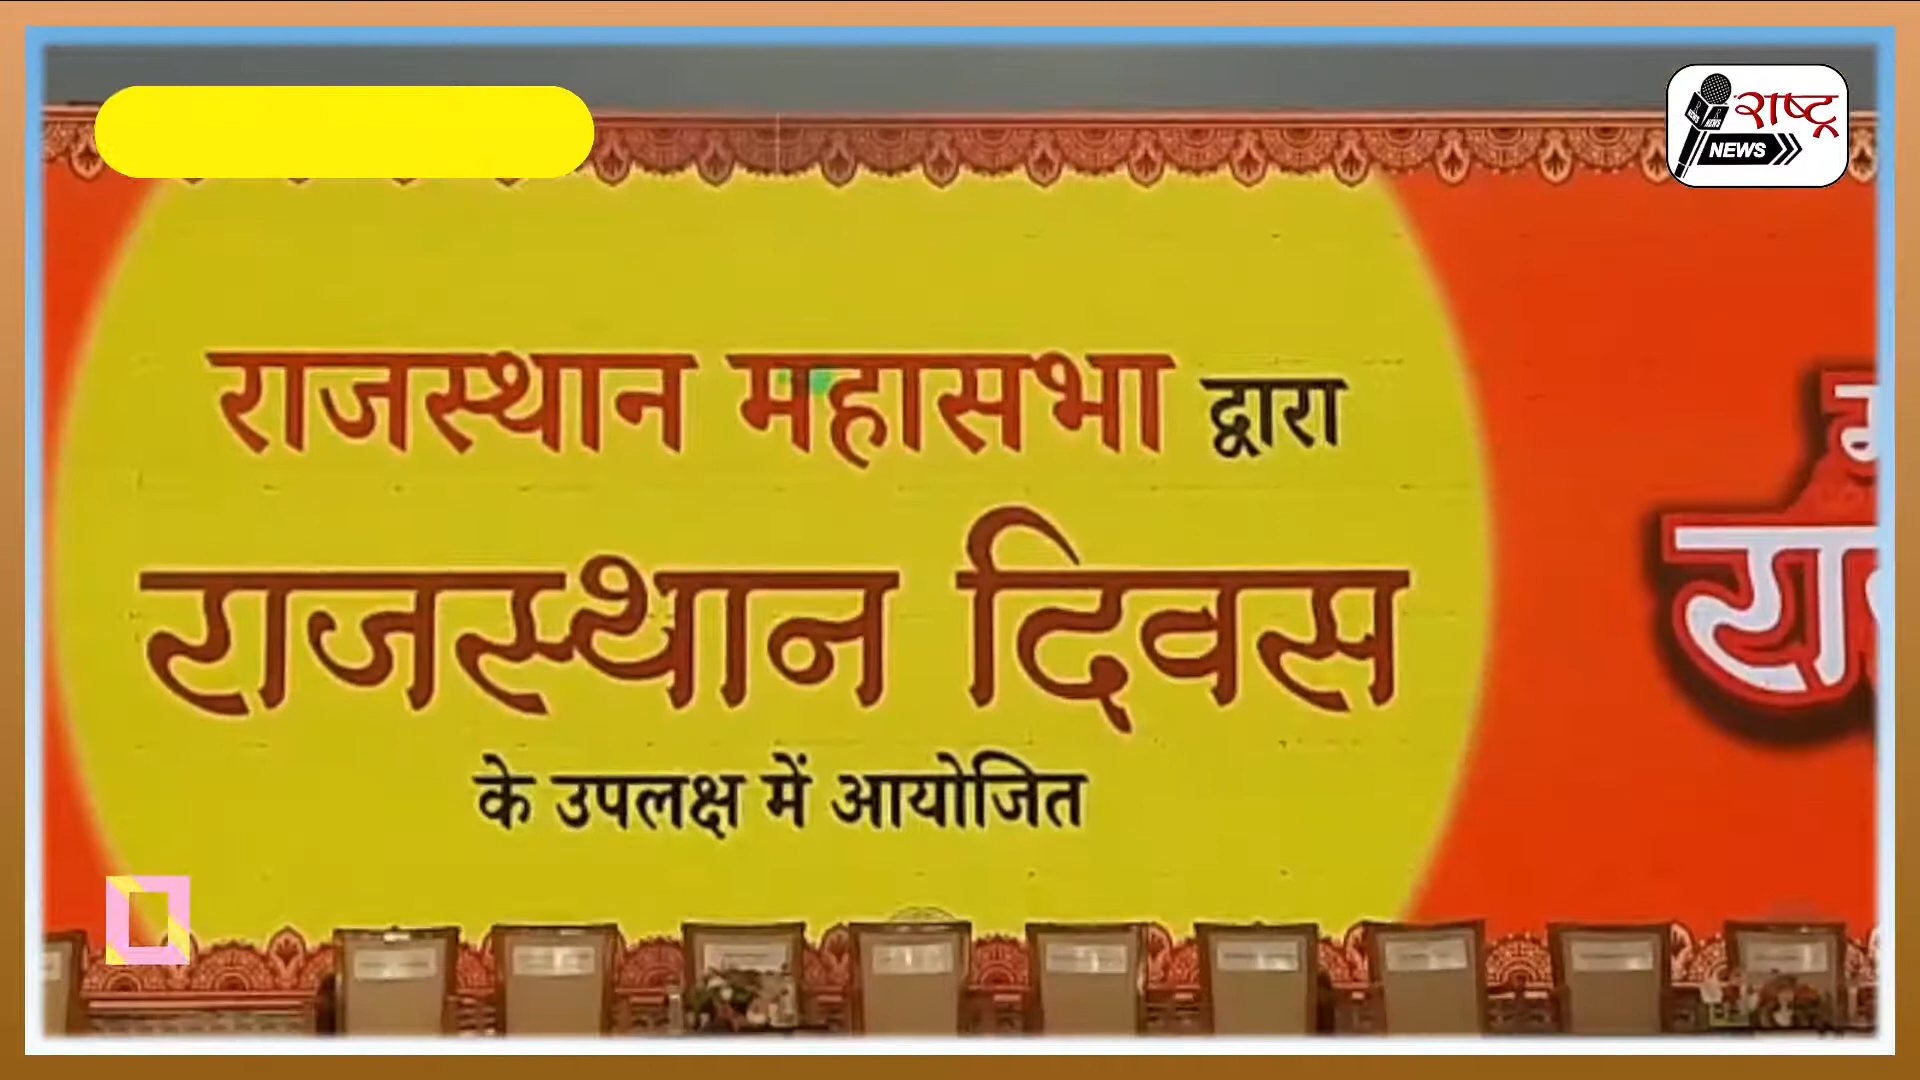 राष्ट्र
NEWS
राजस्थान महासभा द्वारा
राजस्थान दिवस
के उपलक्ष में आयोजित